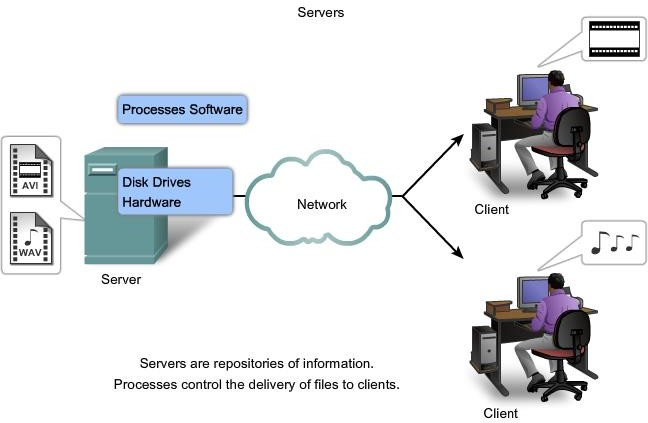 Servers
Processes Software
AVI
Disk Drives
Hardware
WAV
Network
Server
Client
Servers are repositories of information.
Processes control the delivery of files to clients.
Client